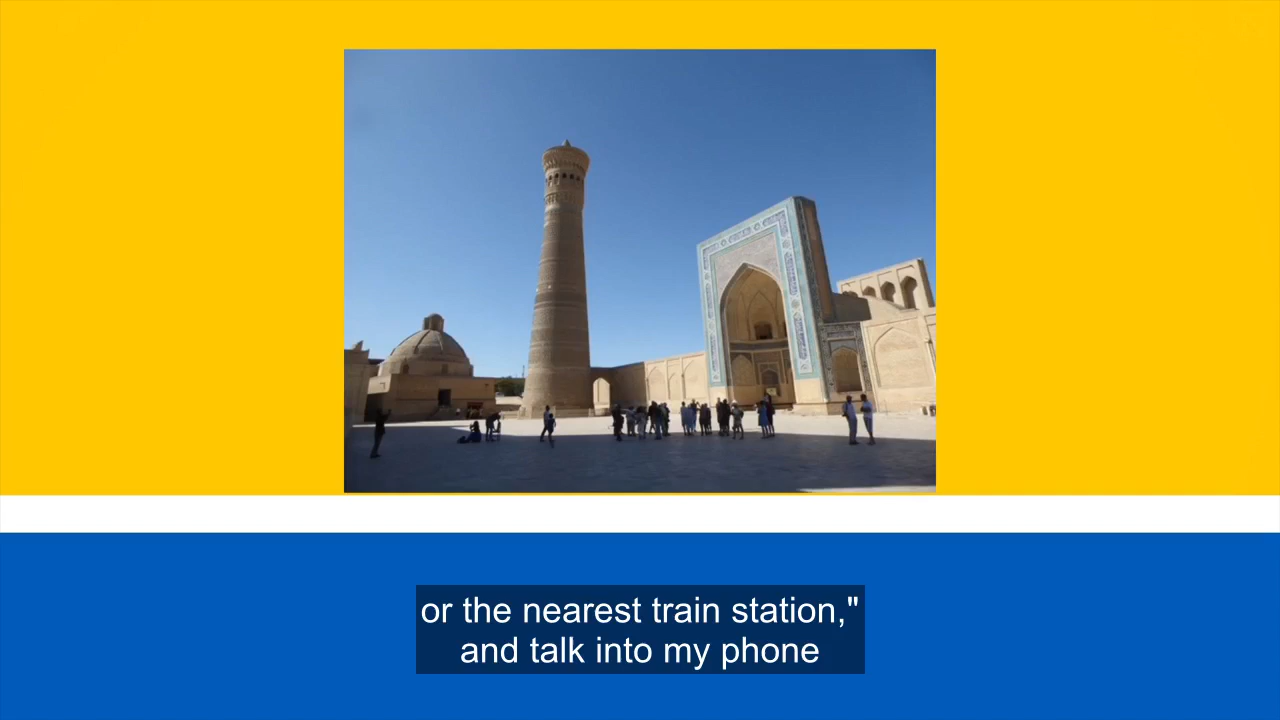 or the nearest train station,"
and talk into my phone